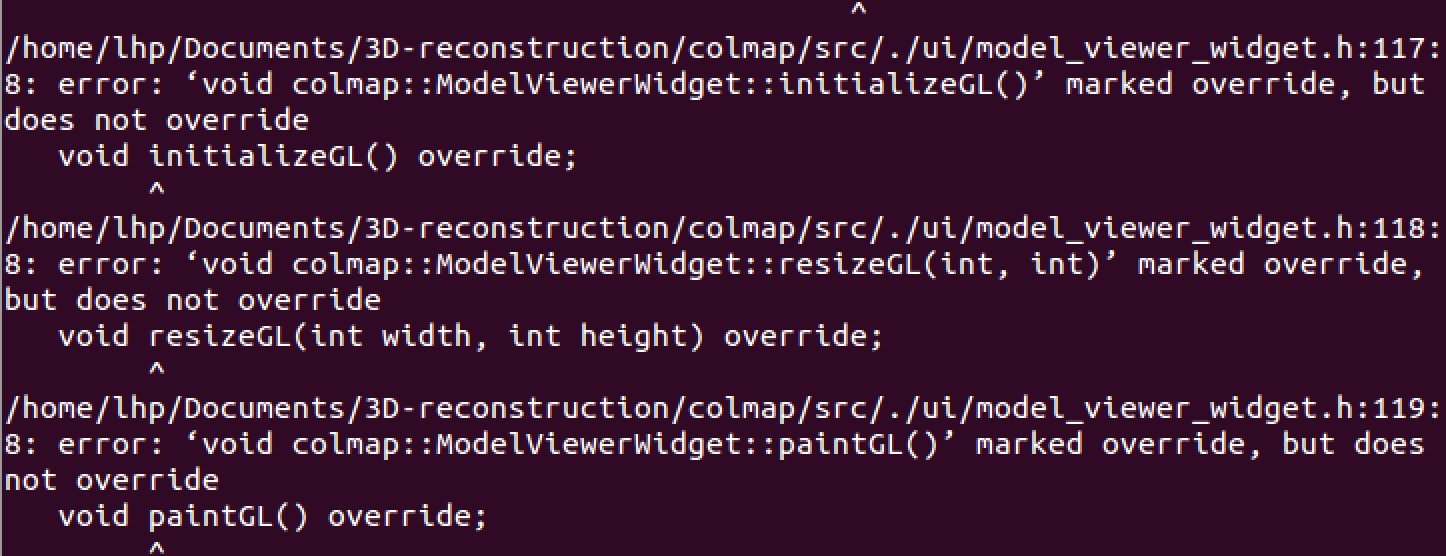 ^
/home/lhp/Documents/3D-reconstruction/colmap/src/./ui/model_viewer_widget.h:117:
8: error: ‘void colmap::ModelViewerWidget::initializeGL()’ marked override, but
does not override
   void initializeGL() override;
        ^
/home/lhp/Documents/3D-reconstruction/colmap/src/./ui/model_viewer_widget.h:118:
8: error: ‘void colmap::ModelViewerWidget::resizeGL(int, int)’ marked override,
but does not override
   void resizeGL(int width, int height) override;
        ^
/home/lhp/Documents/3D-reconstruction/colmap/src/./ui/model_viewer_widget.h:119:
8: error: ‘void colmap::ModelViewerWidget::paintGL()’ marked override, but does
not override
   void paintGL() override;
        ^